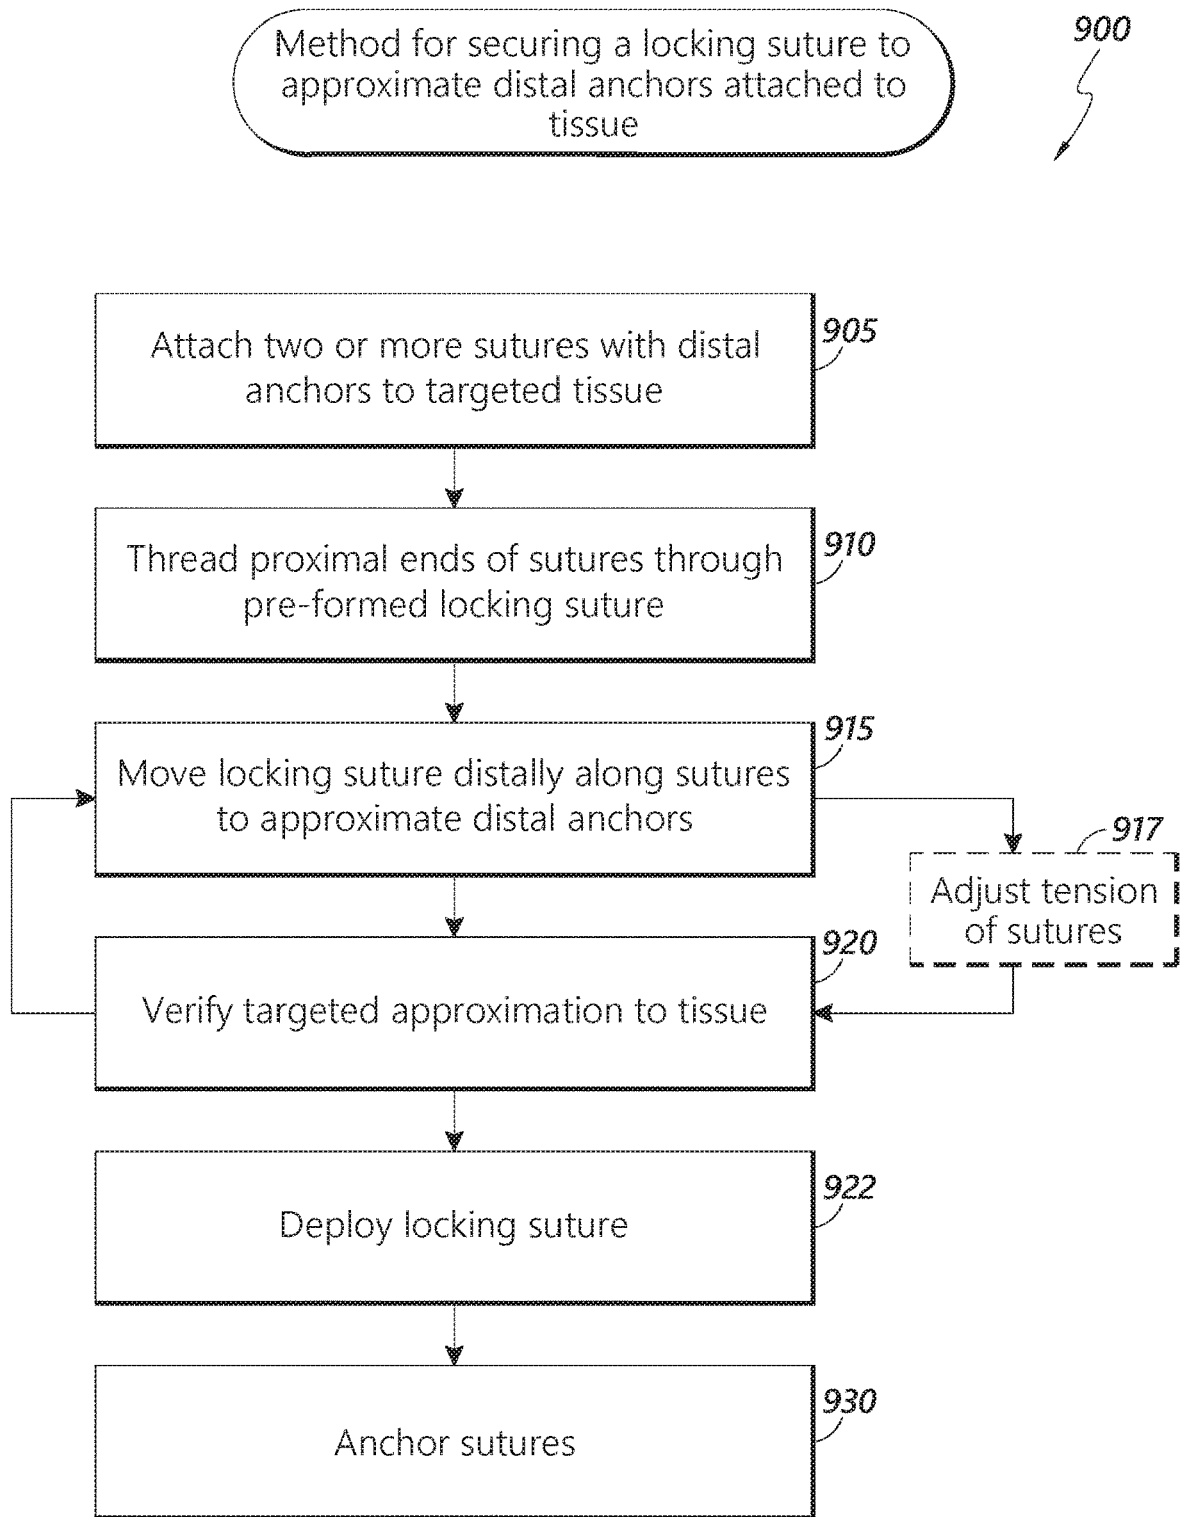 Method for securing a locking suture to
approximate distal anchors attached to
tissue
900
Attach two or more sutures with distal
anchors to targeted tissue
905
Thread proximal ends of sutures through
pre-formed locking suture
910
Move locking suture distally along sutures
to approximate distal anchors
915
Adjust tension
of sutures
917
Verify targeted approximation to tissue
920
Deploy locking suture
922
Anchor sutures
930